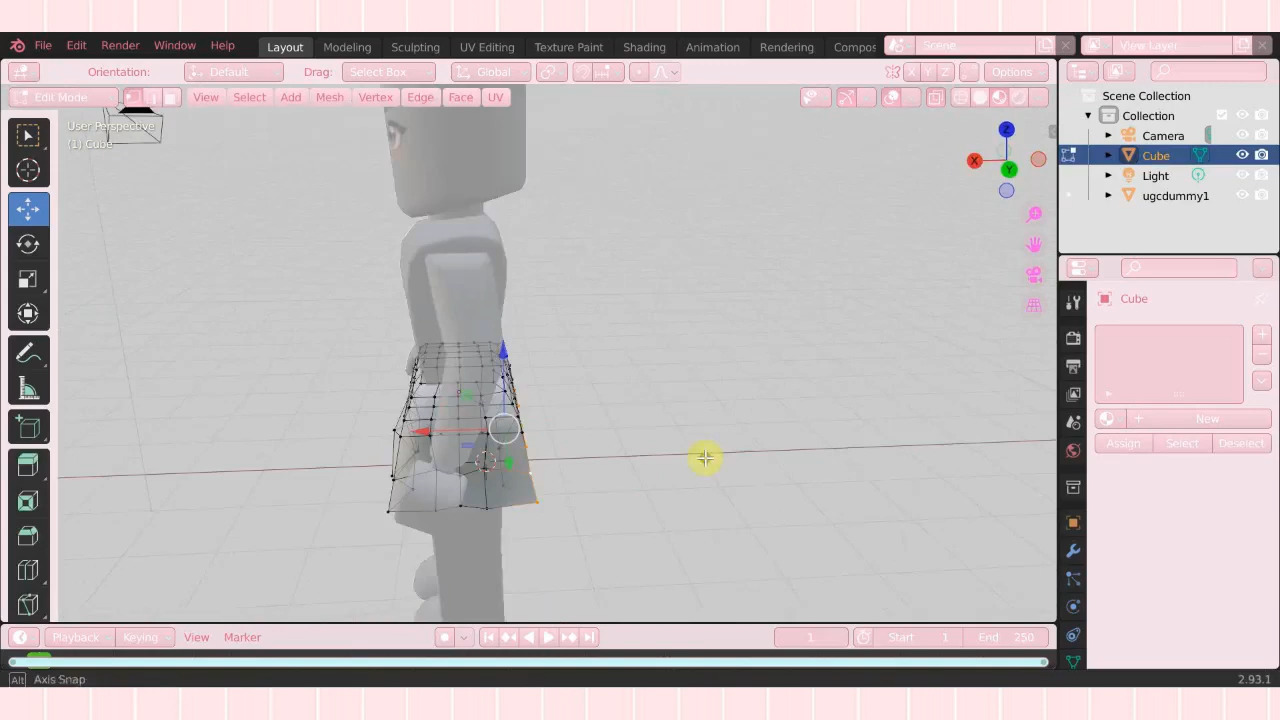 File Edit Render Window Help Layout Modeling Sculpting UV Editing Texture Paint Shading Animation Rendering Compos Scene View Layer
Orientation: Default Drag: Select Box Global Options
Edit Mode View Select Add Mesh Vertex Edge Face UV
User Perspective
(1) Cube
Z
X
Y
Scene Collection
Collection
Camera
Cube
Light
ugcdummy1
Cube
New
Assign Select Deselect
Playback Keying View Marker 1 Start 1 End 250
Alt Axis Snap 2.93.1